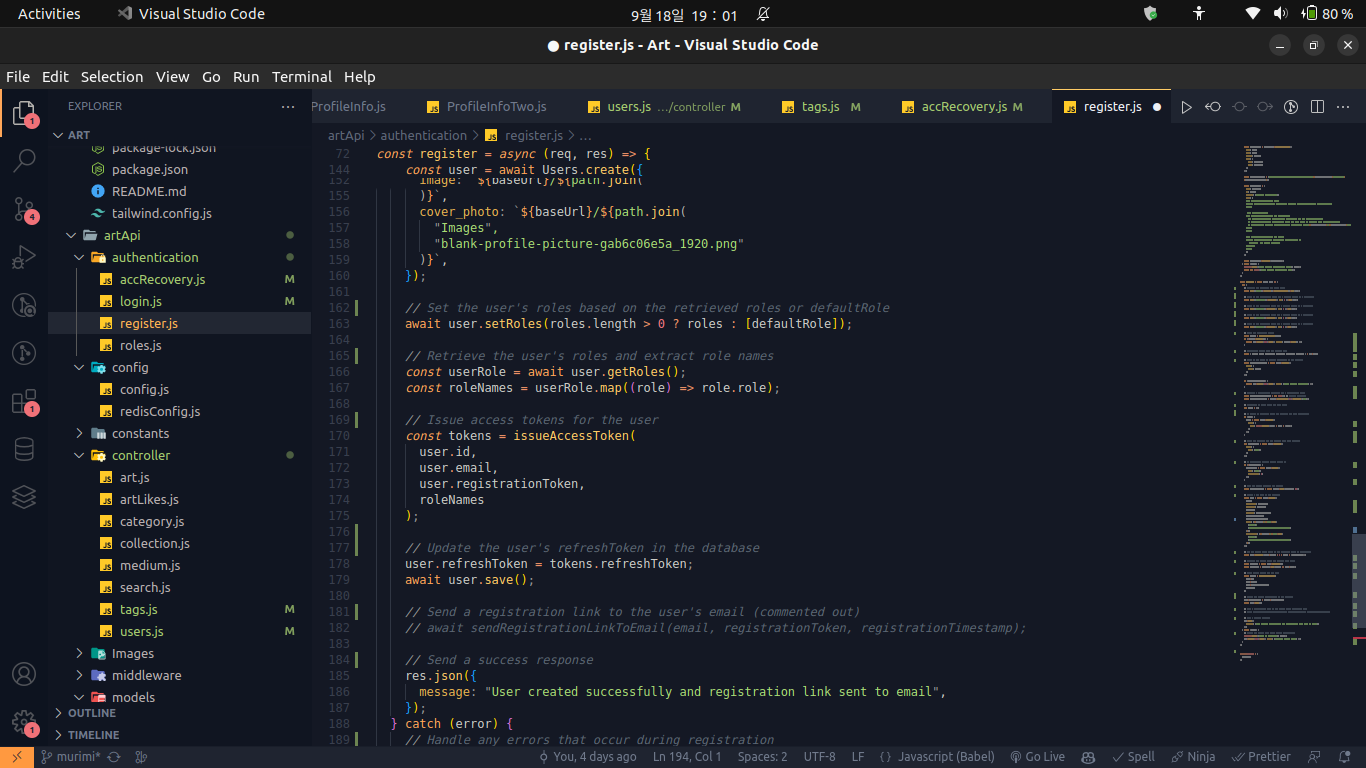 Activities
Visual Studio Code
9월 18일 19 : 01
80 %
● register.js - Art - Visual Studio Code
File Edit Selection View Go Run Terminal Help
EXPLORER
ART
package-lock.json
package.json
README.md
tailwind.config.js
artApi
authentication
accRecovery.js M
login.js M
register.js
roles.js
config
config.js
redisConfig.js
constants
controller
art.js
artLikes.js
category.js
collection.js
medium.js
search.js
tags.js M
users.js M
Images
middleware
models
OUTLINE
TIMELINE
ProfileInfo.js
ProfileInfoTwo.js
users.js .../controller M
tags.js M
accRecovery.js M
register.js ●
artApi > authentication > register.js > ...
72 const register = async (req, res) => {
144 const user = await Users.create({
152 image: `${baseUrl}/${path.join(
155 )}`,
156 cover_photo: `${baseUrl}/${path.join(
157 "Images",
158 "blank-profile-picture-gab6c06e5a_1920.png"
159 )}`,
160 });
161
162 // Set the user's roles based on the retrieved roles or defaultRole
163 await user.setRoles(roles.length > 0 ? roles : [defaultRole]);
164
165 // Retrieve the user's roles and extract role names
166 const userRole = await user.getRoles();
167 const roleNames = userRole.map((role) => role.role);
168
169 // Issue access tokens for the user
170 const tokens = issueAccessToken(
171 user.id,
172 user.email,
173 user.registrationToken,
174 roleNames
175 );
176
177 // Update the user's refreshToken in the database
178 user.refreshToken = tokens.refreshToken;
179 await user.save();
180
181 // Send a registration link to the user's email (commented out)
182 // await sendRegistrationLinkToEmail(email, registrationToken, registrationTimestamp);
183
184 // Send a success response
185 res.json({
186 message: "User created successfully and registration link sent to email",
187 });
188 } catch (error) {
189 // Handle any errors that occur during registration
1
4
1
1
murimi*
You, 4 days ago
Ln 194, Col 1
Spaces: 2
UTF-8
LF
{ } Javascript (Babel)
Go Live
Spell
Ninja
Prettier